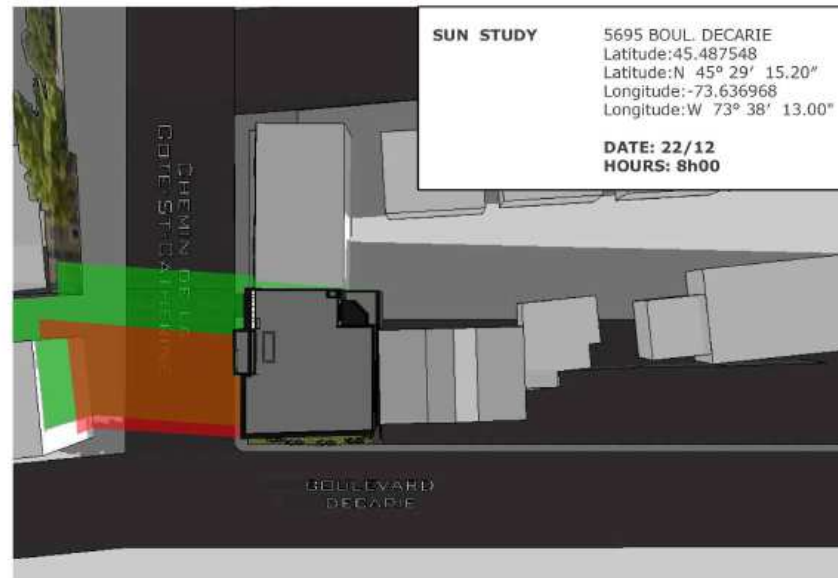 SUN STUDY
5695 BOUL. DECARIE
Latitude:45.487548
Latitude:N 45° 29′ 15.20″
Longitude:-73.636968
Longitude:W 73° 38′ 13.00″
DATE: 22/12
HOURS: 8h00
CHEMIN DE LA
COTE-ST-CATHERINE
BOULEVARD
DECARIE